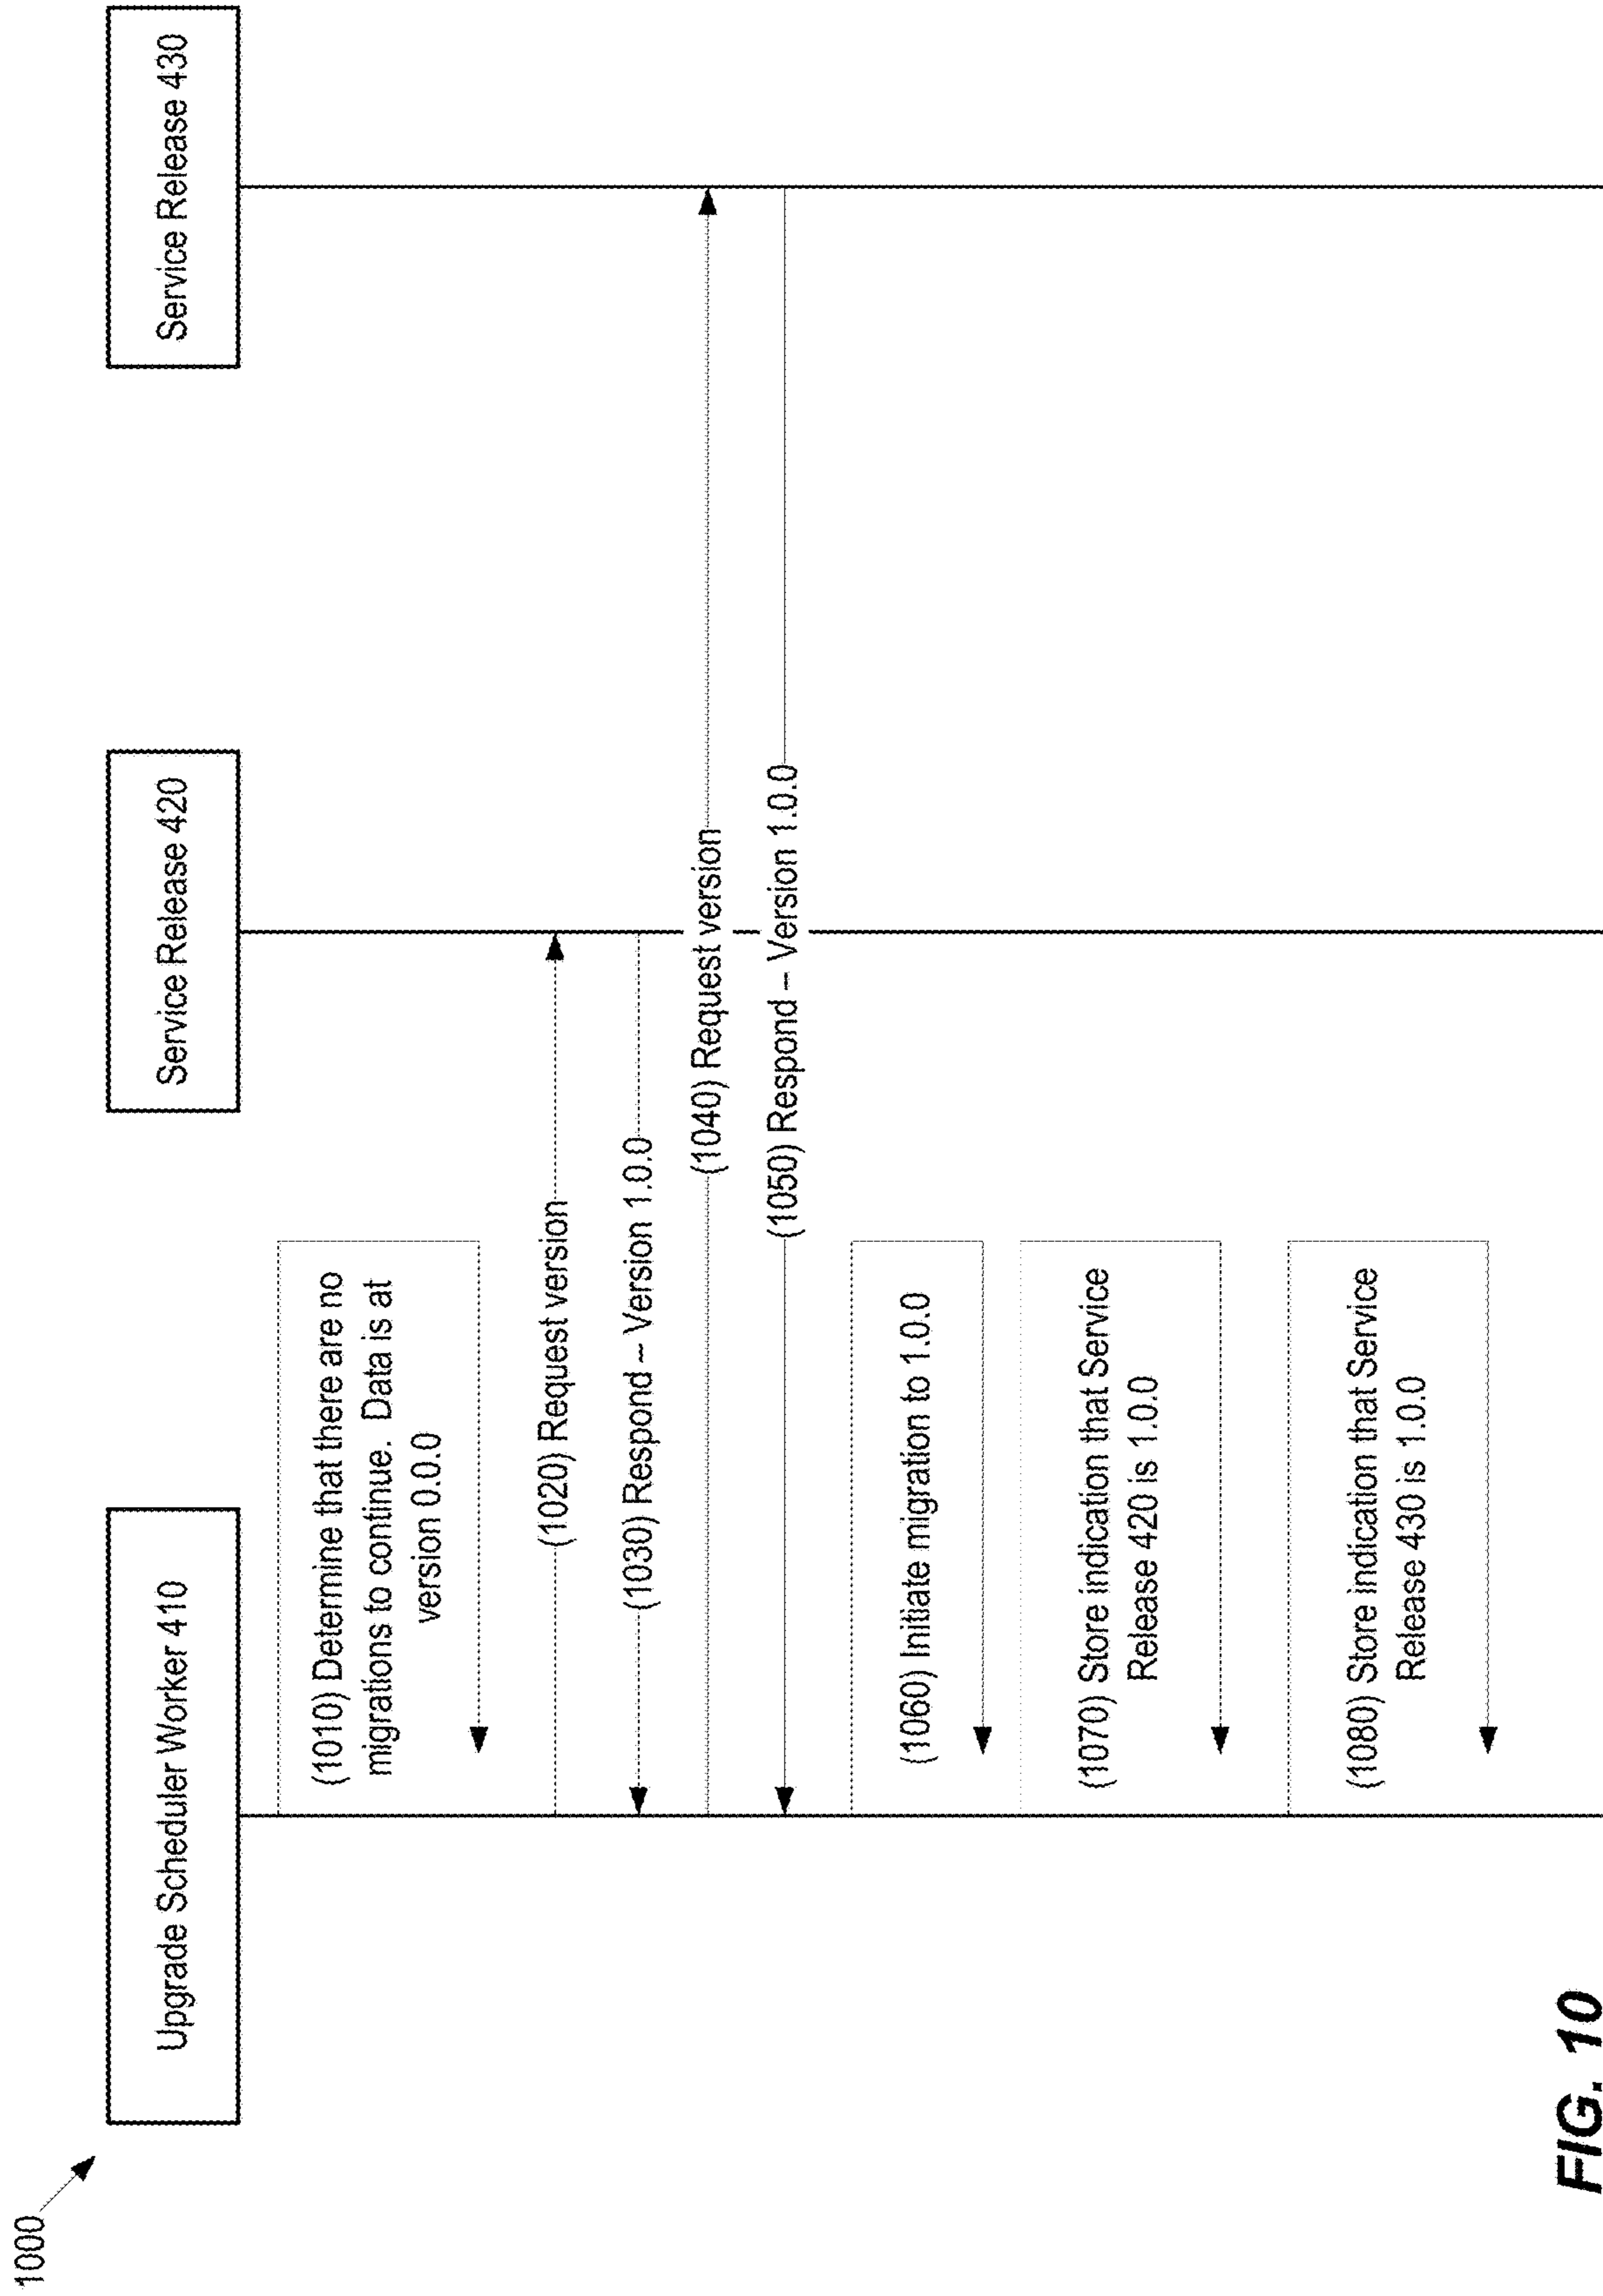 1000
Upgrade Scheduler Worker 410
Service Release 420
Service Release 430
(1010) Determine that there are no
migrations to continue. Data is at
version 0.0.0
(1020) Request version
(1030) Respond – Version 1.0.0
(1040) Request version
(1050) Respond – Version 1.0.0
(1060) Initiate migration to 1.0.0
(1070) Store indication that Service
Release 420 is 1.0.0
(1080) Store indication that Service
Release 430 is 1.0.0
FIG. 10